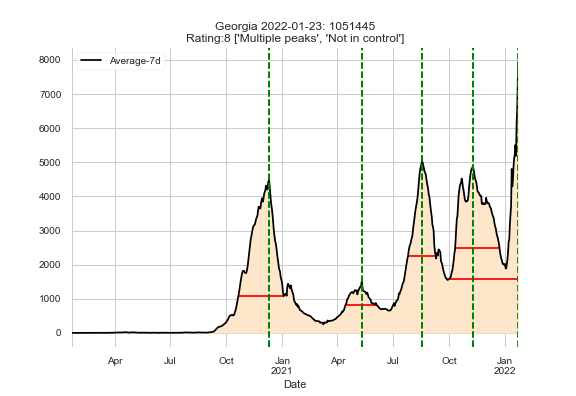 Georgia 2022-01-23: 1051445
Rating:8 ['Multiple peaks', 'Not in control']
8000
Average-7d
7000
6000
5000
4000
3000
2000
1000
0
Apr Jul Oct Jan Apr Jul Oct Jan
2021 2022
Date